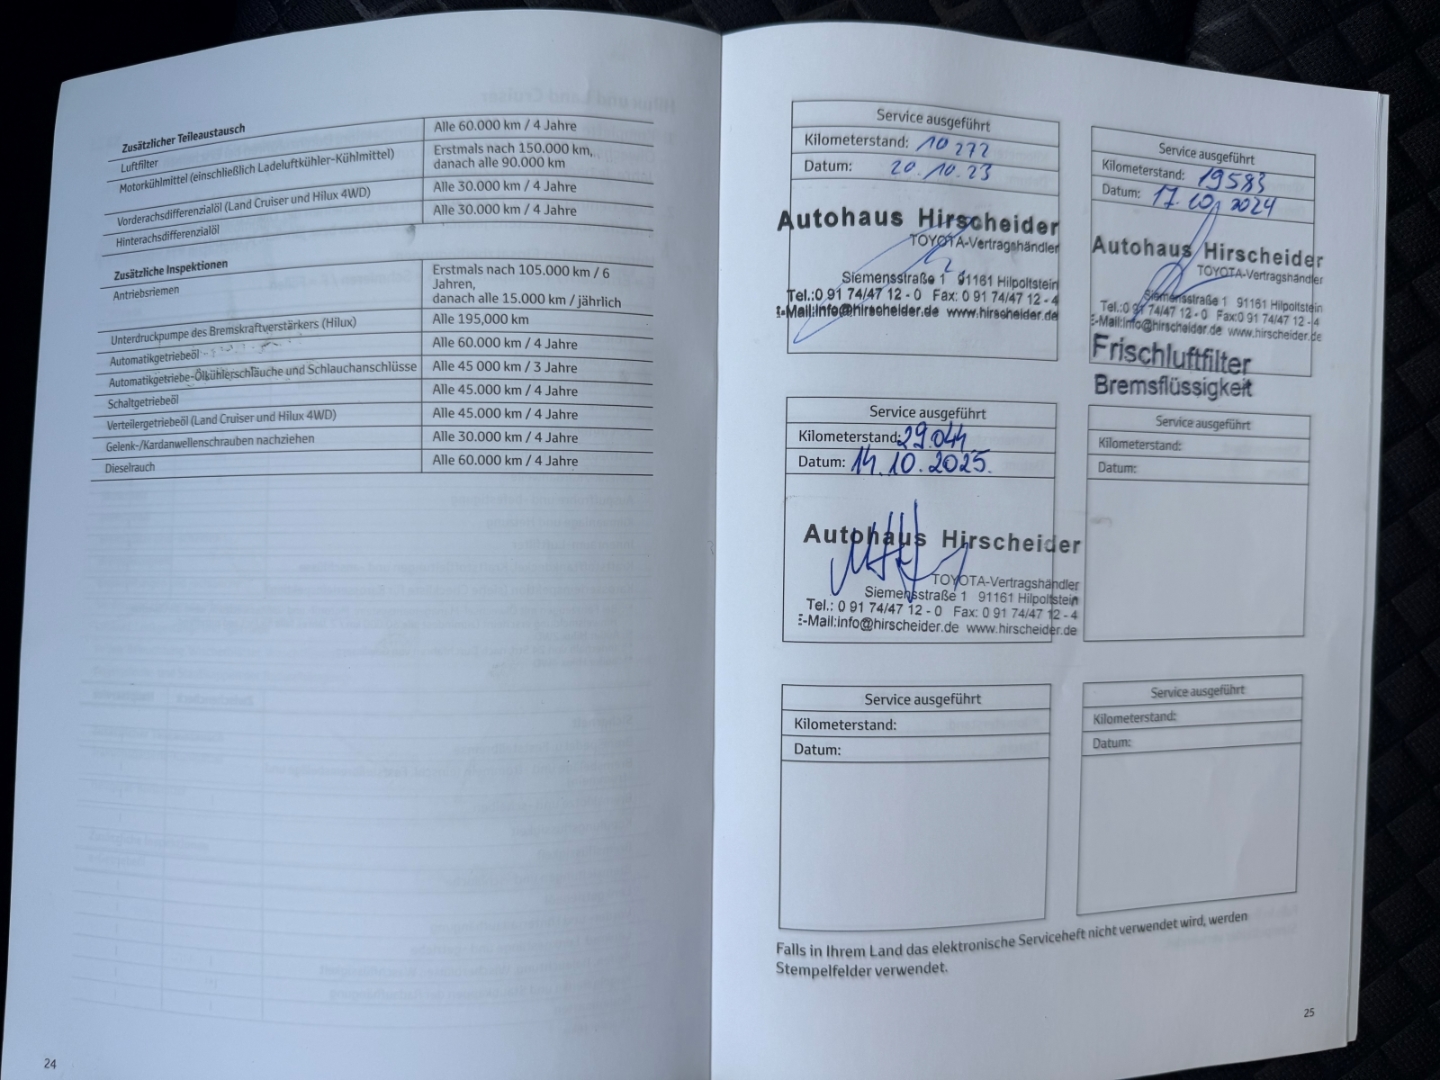 Zusätzlicher Teileaustausch
Luftfilter Alle 60.000 km / 4 Jahre
Motorkühlmittel (einschließlich Ladeluftkühler-Kühlmittel) Erstmals nach 150.000 km,
danach alle 90.000 km
Vorderachsdifferenzialöl (Land Cruiser und Hilux 4WD) Alle 30.000 km / 4 Jahre
Hinterachsdifferenzialöl Alle 30.000 km / 4 Jahre
Zusätzliche Inspektionen
Antriebsriemen Erstmals nach 105.000 km / 6
Jahren,
danach alle 15.000 km / jährlich
Unterdruckpumpe des Bremskraftverstärkers (Hilux) Alle 195,000 km
Automatikgetriebeöl Alle 60.000 km / 4 Jahre
Automatikgetriebe-Ölkühlerschläuche und Schlauchanschlüsse Alle 45 000 km / 3 Jahre
Schaltgetriebeöl Alle 45.000 km / 4 Jahre
Verteilergetriebeöl (Land Cruiser und Hilux 4WD) Alle 45.000 km / 4 Jahre
Gelenk-/Kardanwellenschrauben nachziehen Alle 30.000 km / 4 Jahre
Dieselrauch Alle 60.000 km / 4 Jahre
24
Service ausgeführt
Kilometerstand: 10 272
Datum: 20.10.23
Autohaus Hirscheider
TOYOTA-Vertragshändler
Siemensstraße 1 91161 Hilpoltstein
Tel.:0 91 74/47 12 - 0 Fax: 0 91 74/47 12 - 4
E-Mail:info@hirscheider.de www.hirscheider.de
Service ausgeführt
Kilometerstand: 19583
Datum: 17.10.2024
Autohaus Hirscheider
TOYOTA-Vertragshändler
Siemensstraße 1 91161 Hilpoltstein
Tel.:0 91 74/47 12 - 0 Fax:0 91 74/47 12 - 4
E-Mail:info@hirscheider.de www.hirscheider.de
Frischluftfilter
Bremsflüssigkeit
Service ausgeführt
Kilometerstand: 29.044
Datum: 14.10.2025.
Autohaus Hirscheider
TOYOTA-Vertragshändler
Siemensstraße 1 91161 Hilpoltstein
Tel.: 0 91 74/47 12 - 0 Fax: 0 91 74/47 12 - 4
E-Mail:info@hirscheider.de www.hirscheider.de
Service ausgeführt
Kilometerstand:
Datum:
Service ausgeführt
Kilometerstand:
Datum:
Service ausgeführt
Kilometerstand:
Datum:
Falls in Ihrem Land das elektronische Serviceheft nicht verwendet wird, werden
Stempelfelder verwendet.
25